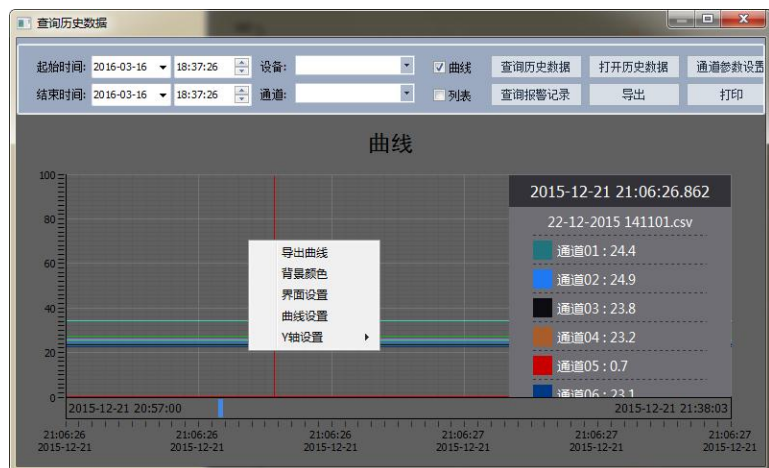 查询历史数据
起始时间: 2016-03-16 18:37:26 设备: 曲线 查询历史数据 打开历史数据 通道参数设置
结束时间: 2016-03-16 18:37:26 通道: 列表 查询报警记录 导出 打印
曲线
100
80
60
40
20
0
2015-12-21 21:06:26.862
22-12-2015 141101.csv
通道01 : 24.4
通道02 : 24.9
通道03 : 23.8
通道04 : 23.2
通道05 : 0.7
通道06 : 23.1
导出曲线
背景颜色
界面设置
曲线设置
Y轴设置
2015-12-21 20:57:00 2015-12-21 21:38:03
21:06:26 21:06:26 21:06:26 21:06:27 21:06:27 21:06:27
2015-12-21 2015-12-21 2015-12-21 2015-12-21 2015-12-21 2015-12-21